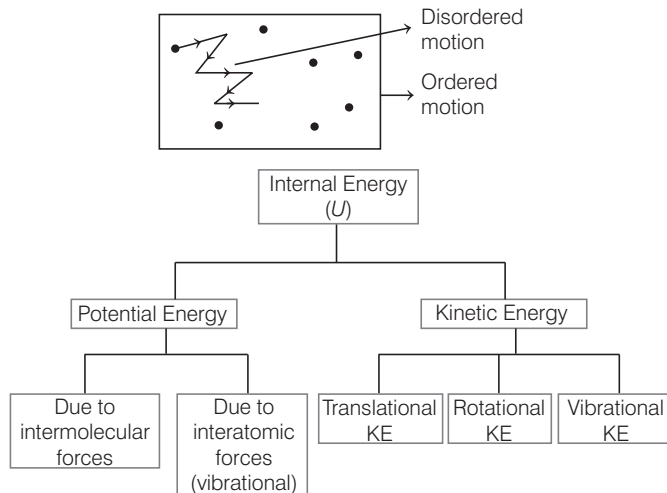 Disordered
motion
Ordered
motion
Internal Energy
(U)
Potential Energy
Kinetic Energy
Due to
intermolecular
forces
Due to
interatomic
forces
(vibrational)
Translational
KE
Rotational
KE
Vibrational
KE